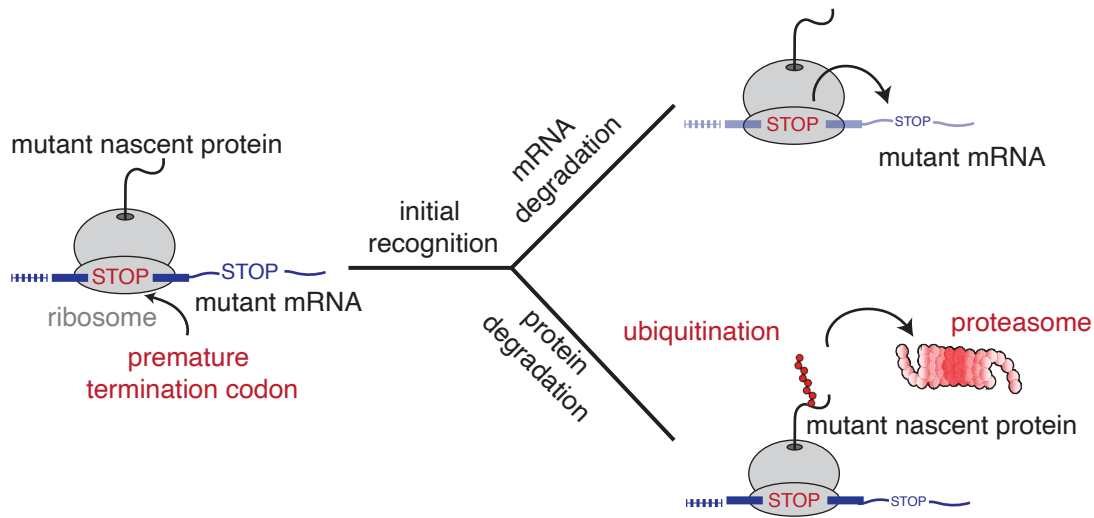 mutant nascent protein
STOP
STOP
mutant mRNA
ribosome
premature
termination codon
initial
recognition
mRNA
degradation
protein
degradation
STOP
STOP
mutant mRNA
ubiquitination
proteasome
mutant nascent protein
STOP
STOP